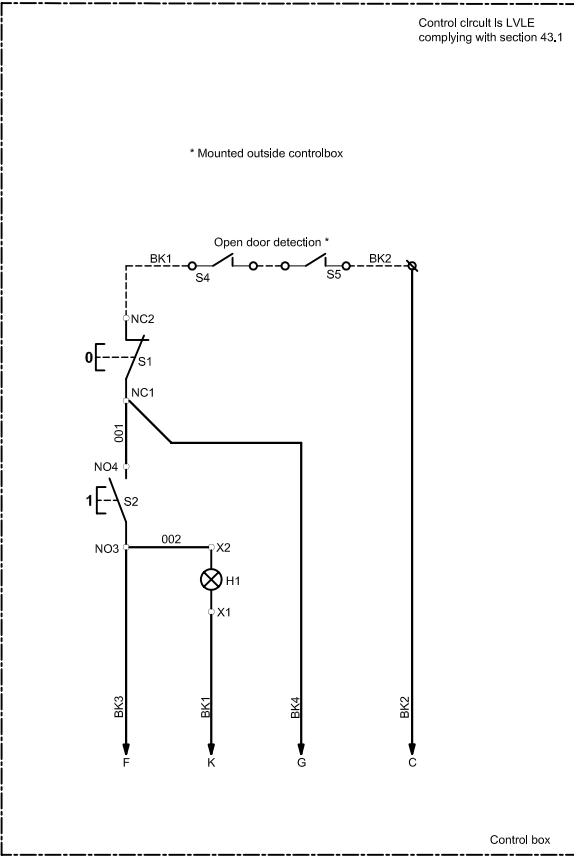 Control circuit Is LVLE
complying with section 43.1
* Mounted outside controlbox
Open door detection *
BK1
S4
S5
BK2
NC2
0
S1
NC1
001
NO4
1
S2
NO3
002
X2
H1
X1
BK3
BK1
BK4
BK2
F
K
G
C
Control box